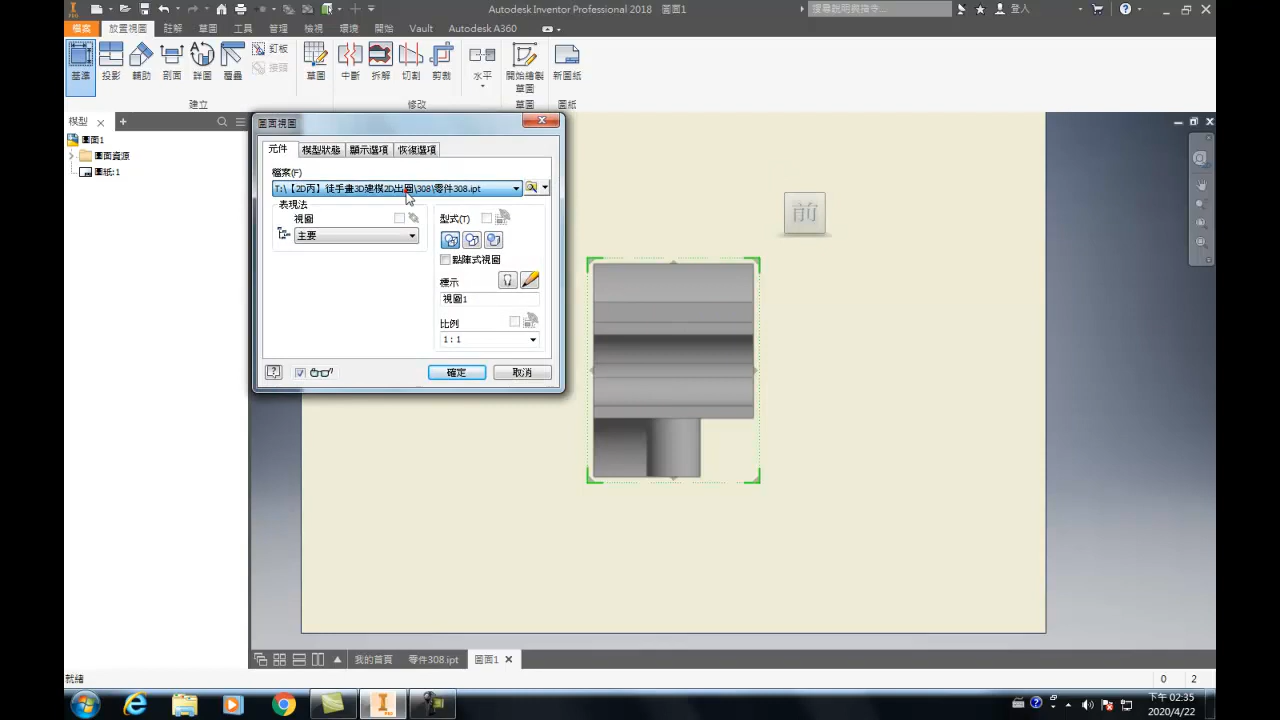 Autodesk Inventor Professional 2018 圖面1
搜尋說明與指令...
登入
檔案 放置視圖 註解 草圖 工具 管理 檢視 環境 開始 Vault Autodesk A360
基準 投影 輔助 剖面 詳圖 覆疊 釘板 接頭 草圖 中斷 拆解 切割 剪裁 水平 開始繪製 草圖 新圖紙
建立 修改 草圖 圖紙
模型
圖面1
圖面資源
圖紙:1
圖面視圖
元件 模型狀態 顯示選項 恢復選項
檔案(F)
T:\【2D丙】徒手畫3D建模2D出圖\308\零件308.ipt
表現法
視圖
主要
型式(T)
點陣式視圖
標示
視圖1
比例
1 : 1
確定 取消
前
我的首頁 零件308.ipt 圖面1
就緒 0 2
下午 02:35
2020/4/22